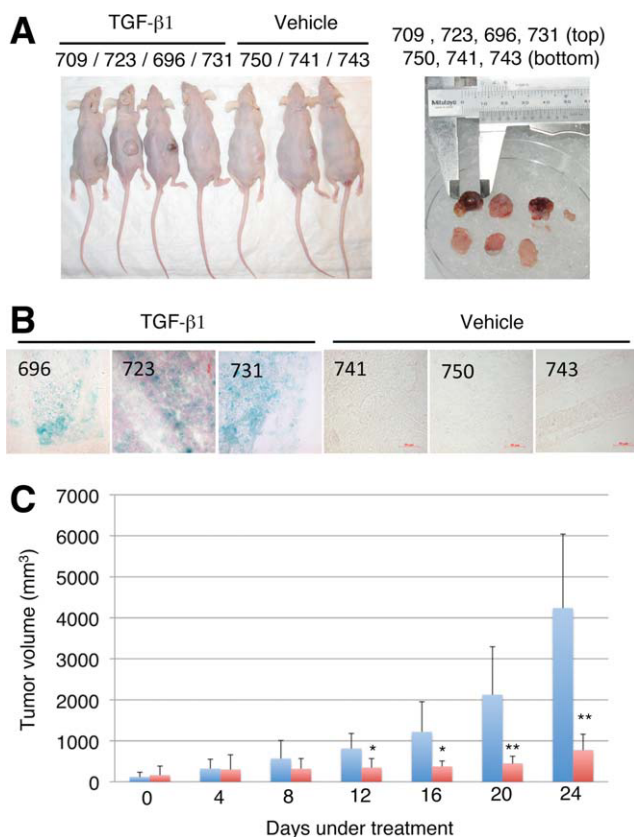 A
TGF-β1
Vehicle
709 / 723 / 696 / 731
750 / 741 / 743
709 , 723, 696, 731 (top)
750, 741, 743 (bottom)
Mitutoyo
B
TGF-β1
Vehicle
696
723
731
741
750
743
C
7000
6000
5000
4000
3000
2000
1000
0
Tumor volume (mm³)
*
*
**
**
0
4
8
12
16
20
24
Days under treatment